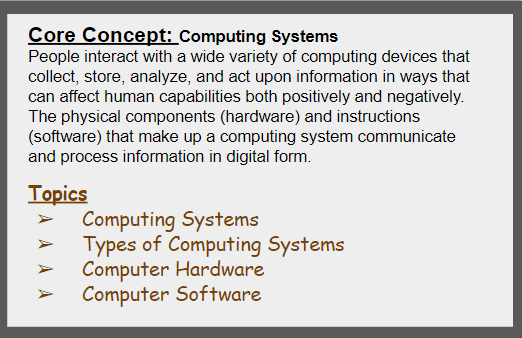 Core Concept: Computing Systems
People interact with a wide variety of computing devices that
collect, store, analyze, and act upon information in ways that
can affect human capabilities both positively and negatively.
The physical components (hardware) and instructions
(software) that make up a computing system communicate
and process information in digital form.
Topics
➢ Computing Systems
➢ Types of Computing Systems
➢ Computer Hardware
➢ Computer Software